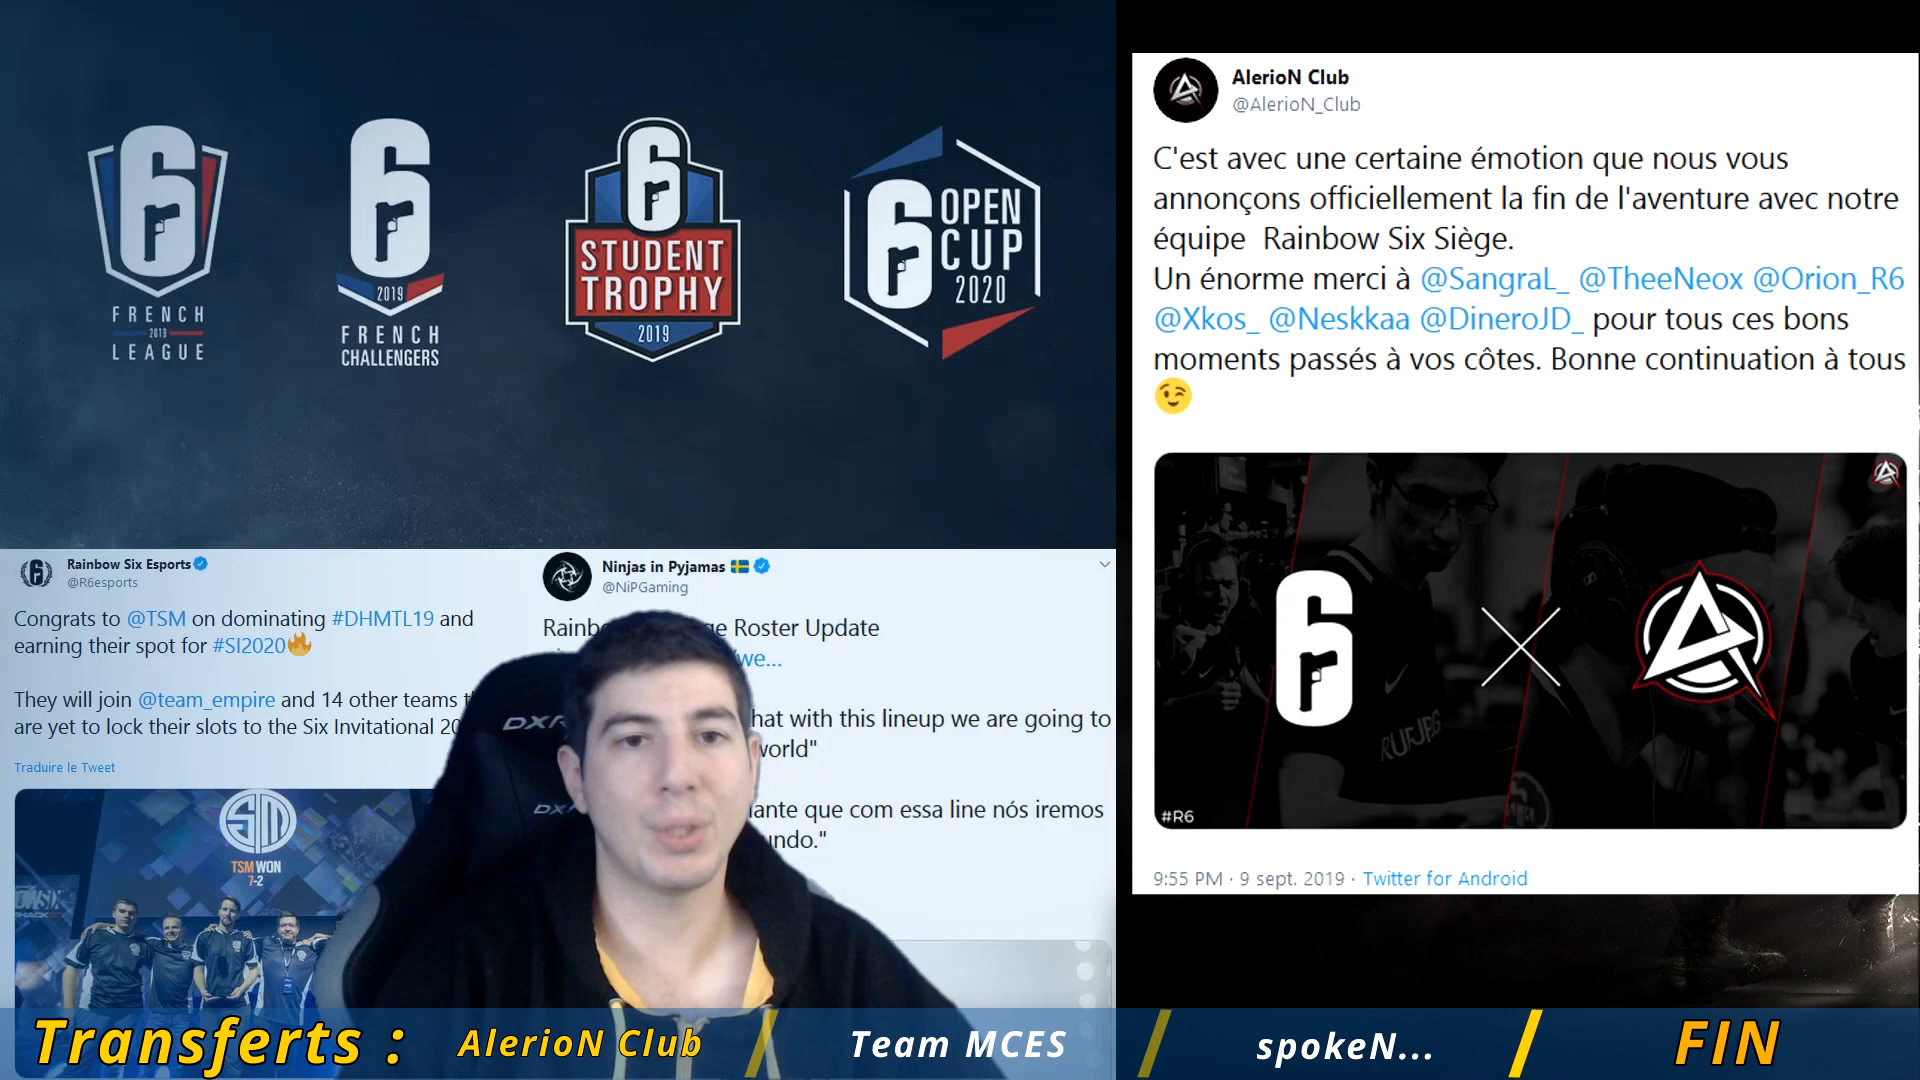 FRENCH
2019
LEAGUE
2019
FRENCH
CHALLENGERS
STUDENT
TROPHY
2019
OPEN
CUP
2020
AlerioN Club
@AlerioN_Club
C'est avec une certaine émotion que nous vous
annonçons officiellement la fin de l'aventure avec notre
équipe Rainbow Six Siège.
Un énorme merci à @SangraL_ @TheeNeox @Orion_R6
@Xkos_ @Neskkaa @DineroJD_ pour tous ces bons
moments passés à vos côtes. Bonne continuation à tous
😉
#R6
9:55 PM · 9 sept. 2019 · Twitter for Android
Rainbow Six Esports
@R6esports
Congrats to @TSM on dominating #DHMTL19 and
earning their spot for #SI2020🔥
They will join @team_empire and 14 other teams
are yet to lock their slots to the Six Invitational
Traduire le Tweet
TSM WON
7-2
Ninjas in Pyjamas 🇸🇪
@NiPGaming
Roster Update
/we...
with this lineup we are going to
world"
que com essa line nós iremos
Transferts : AlerioN Club / Team MCES / spokeN... / FIN